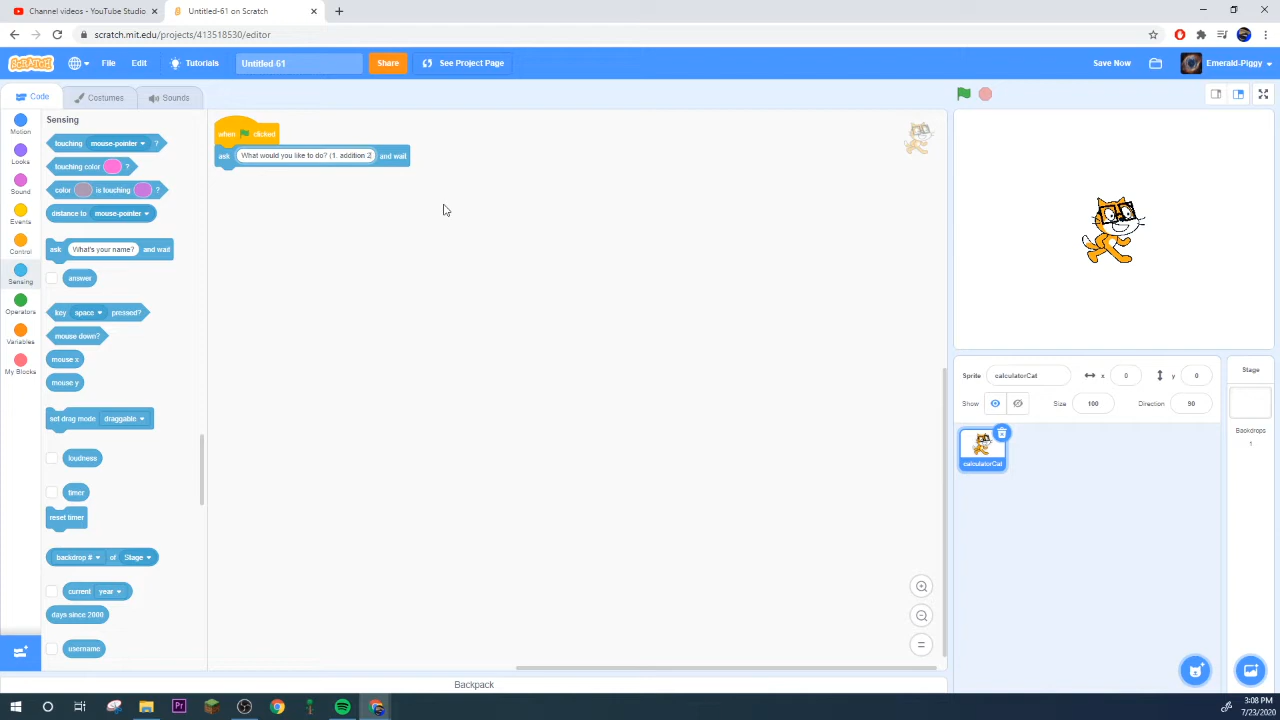 Channel videos - YouTube Studio
Untitled-61 on Scratch
scratch.mit.edu/projects/413518530/editor
SCRATCH
File
Edit
Tutorials
Untitled-61
Share
See Project Page
Save Now
Emerald-Piggy
Code
Costumes
Sounds
Motion
Looks
Sound
Events
Control
Sensing
Operators
Variables
My Blocks
Sensing
touching mouse-pointer ?
touching color ?
color is touching ?
distance to mouse-pointer
ask What's your name? and wait
answer
key space pressed?
mouse down?
mouse x
mouse y
set drag mode draggable
loudness
timer
reset timer
backdrop # of Stage
current year
days since 2000
username
when clicked
ask What would you like to do? (1. addition 2 and wait
Backpack
Sprite calculatorCat x 0 y 0
Show Size 100 Direction 90
calculatorCat
Stage
Backdrops
1
Pr
3:08 PM
7/23/2020